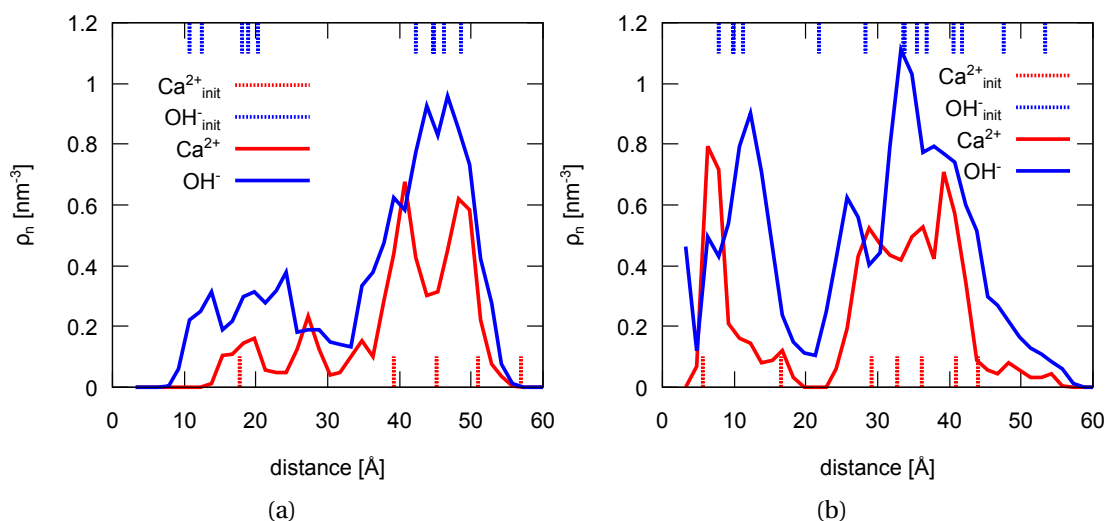 1.2
1
0.8
0.6
0.4
0.2
0
ρn [nm-3]
Ca2+init
OH-init
Ca2+
OH-
0 10 20 30 40 50 60
distance [Å]
(a)
1.2
1
0.8
0.6
0.4
0.2
0
ρn [nm-3]
Ca2+init
OH-init
Ca2+
OH-
0 10 20 30 40 50 60
distance [Å]
(b)